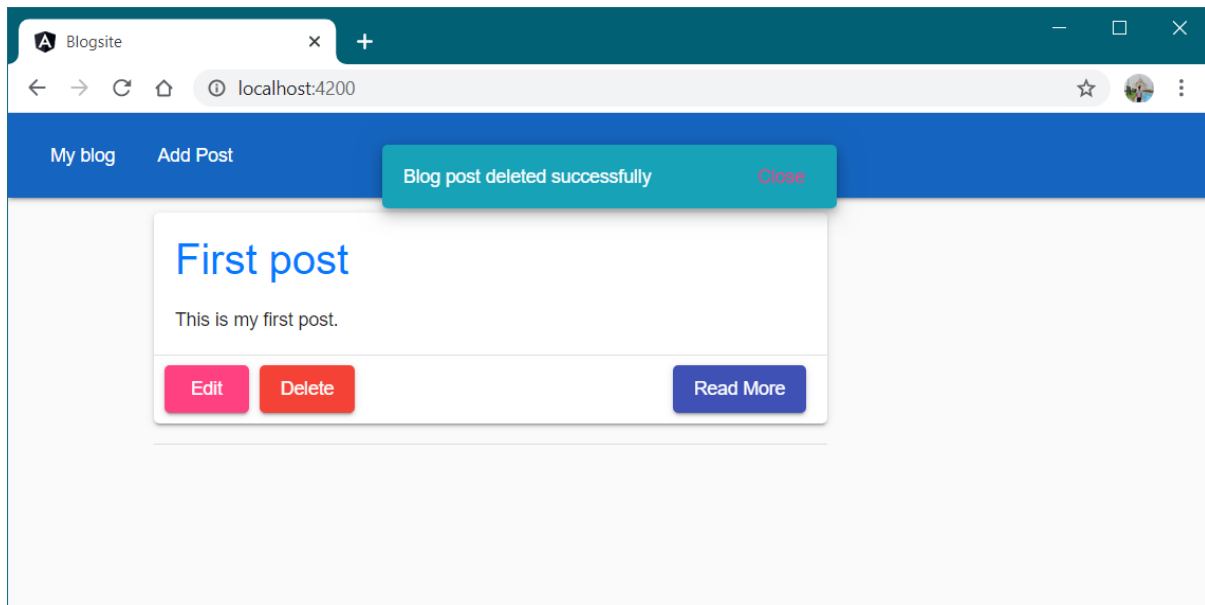 Blogsite
localhost:4200
My blog Add Post
Blog post deleted successfully Close
First post
This is my first post.
Edit Delete Read More